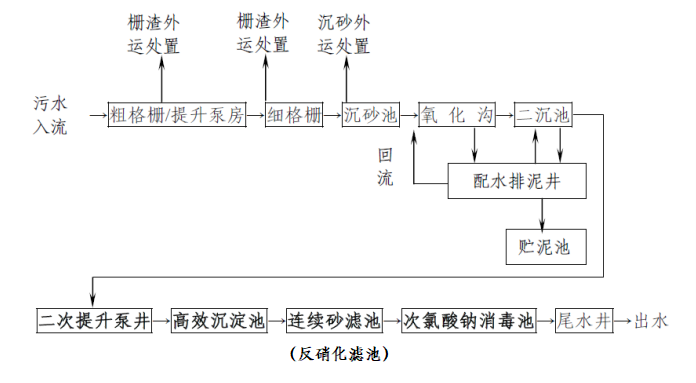 栅渣外
运处置
栅渣外
运处置
沉砂外
运处置
污水
入流
粗格栅/提升泵房
细格栅
沉砂池
氧化沟
二沉池
回
流
配水排泥井
贮泥池
二次提升泵井
高效沉淀池
连续砂滤池
次氯酸钠消毒池
尾水井
出水
(反硝化滤池)